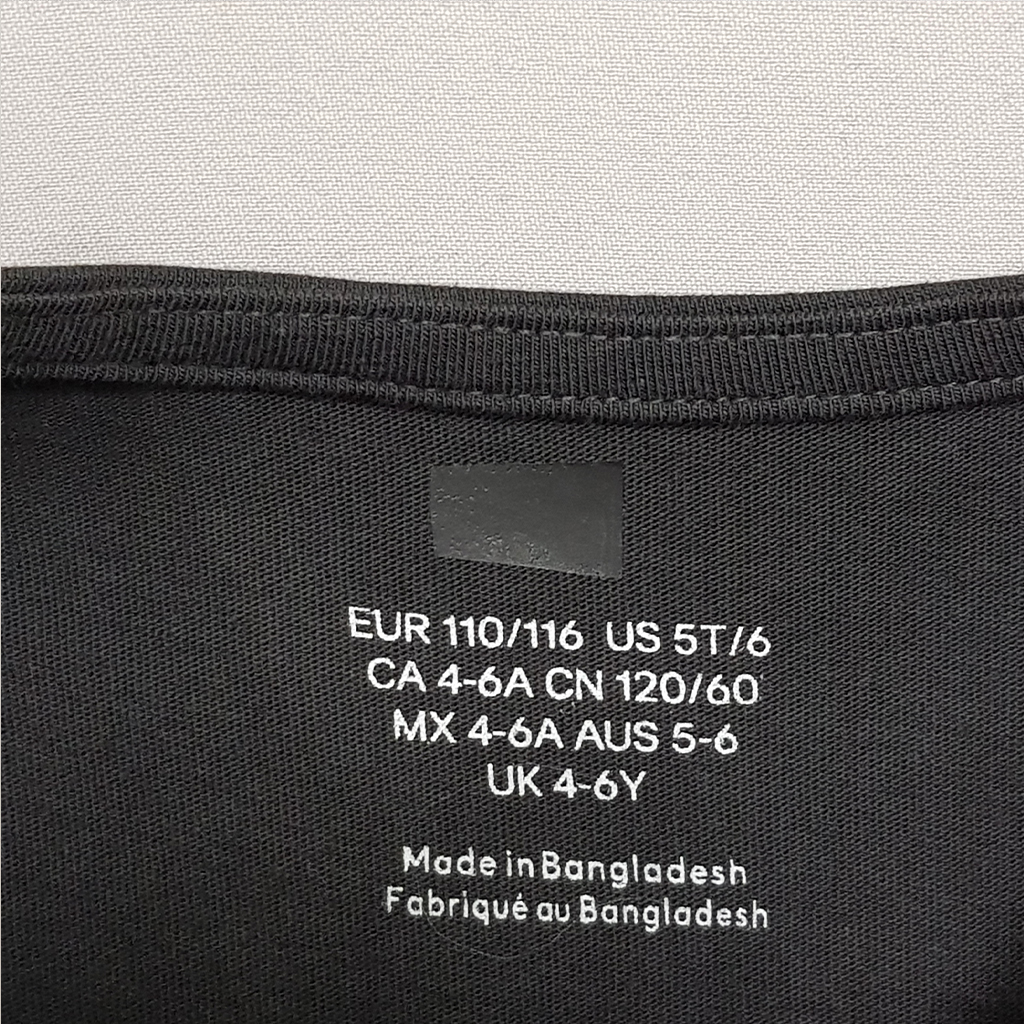 EUR 110/116 US 5T/6
CA 4-6A CN 120/60
MX 4-6A AUS 5-6
UK 4-6Y
Made in Bangladesh
Fabriqué au Bangladesh